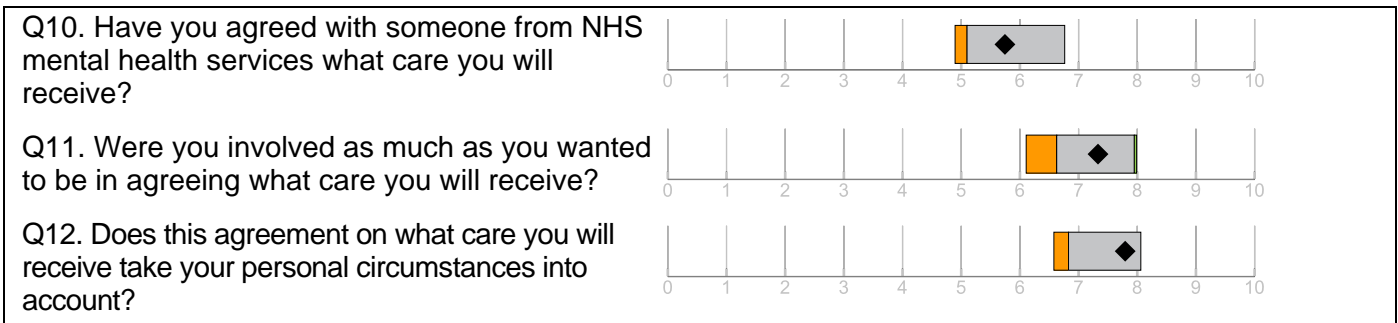 Q10. Have you agreed with someone from NHS
mental health services what care you will
receive?
0 1 2 3 4 5 6 7 8 9 10
Q11. Were you involved as much as you wanted
to be in agreeing what care you will receive?
0 1 2 3 4 5 6 7 8 9 10
Q12. Does this agreement on what care you will
receive take your personal circumstances into
account?
0 1 2 3 4 5 6 7 8 9 10